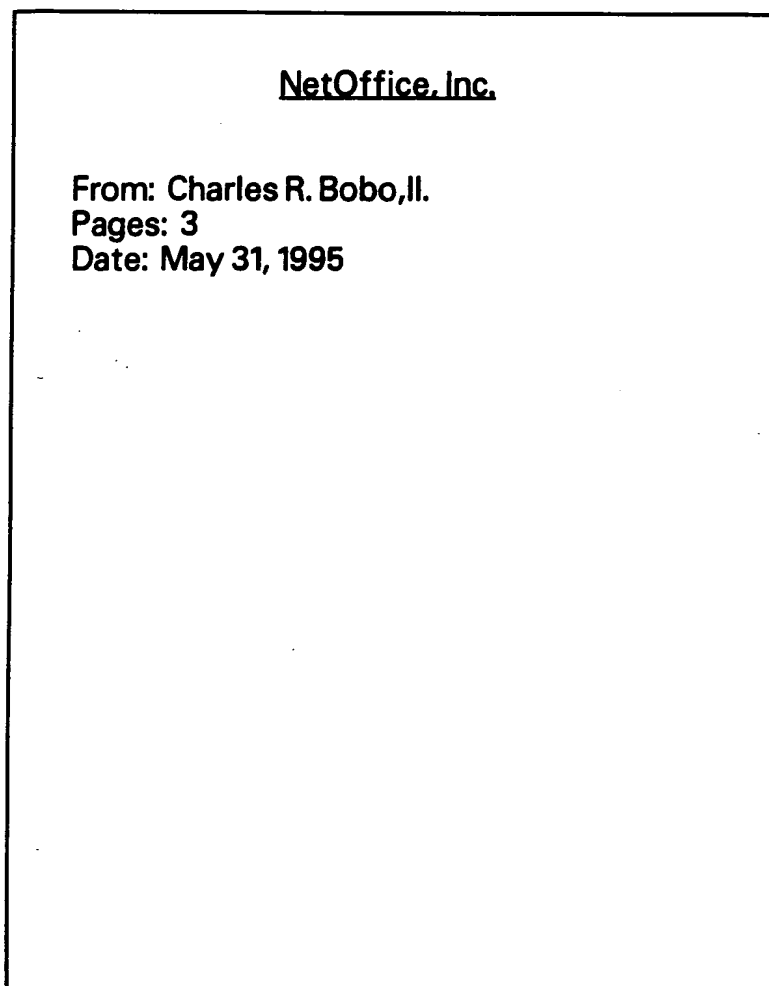 NetOffice, Inc.
From: Charles R. Bobo,II.
Pages: 3
Date: May 31, 1995